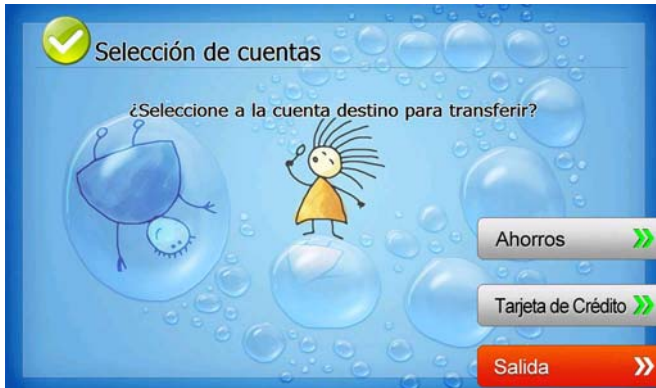 Selección de cuentas
¿Seleccione a la cuenta destino para transferir?
Ahorros
Tarjeta de Crédito
Salida